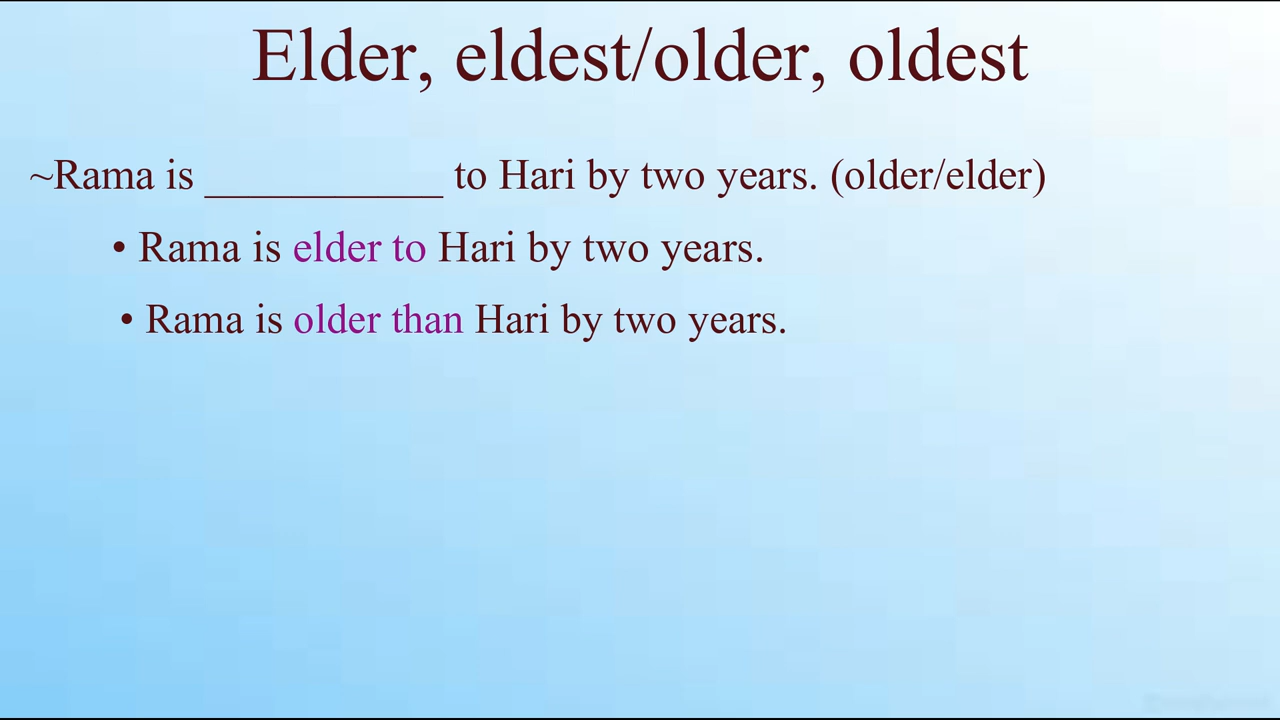 Elder, eldest/older, oldest
~Rama is ___________ to Hari by two years. (older/elder)
• Rama is elder to Hari by two years.
• Rama is older than Hari by two years.